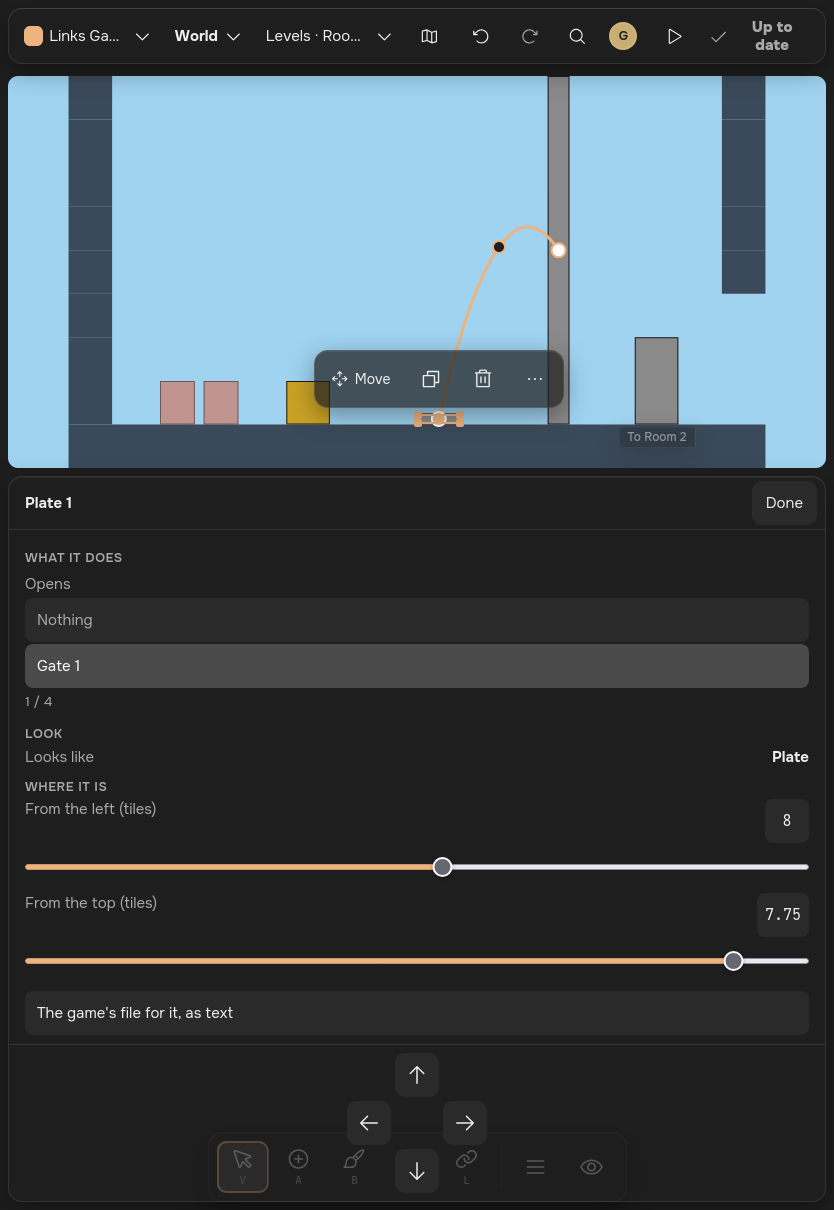 Links Ga...
World
Levels · Roo...
G
Up to
date
Move
To Room 2
Plate 1
Done
WHAT IT DOES
Opens
Nothing
Gate 1
1 / 4
LOOK
Looks like
Plate
WHERE IT IS
From the left (tiles)
8
From the top (tiles)
7.75
The game's file for it, as text
V
A
B
L